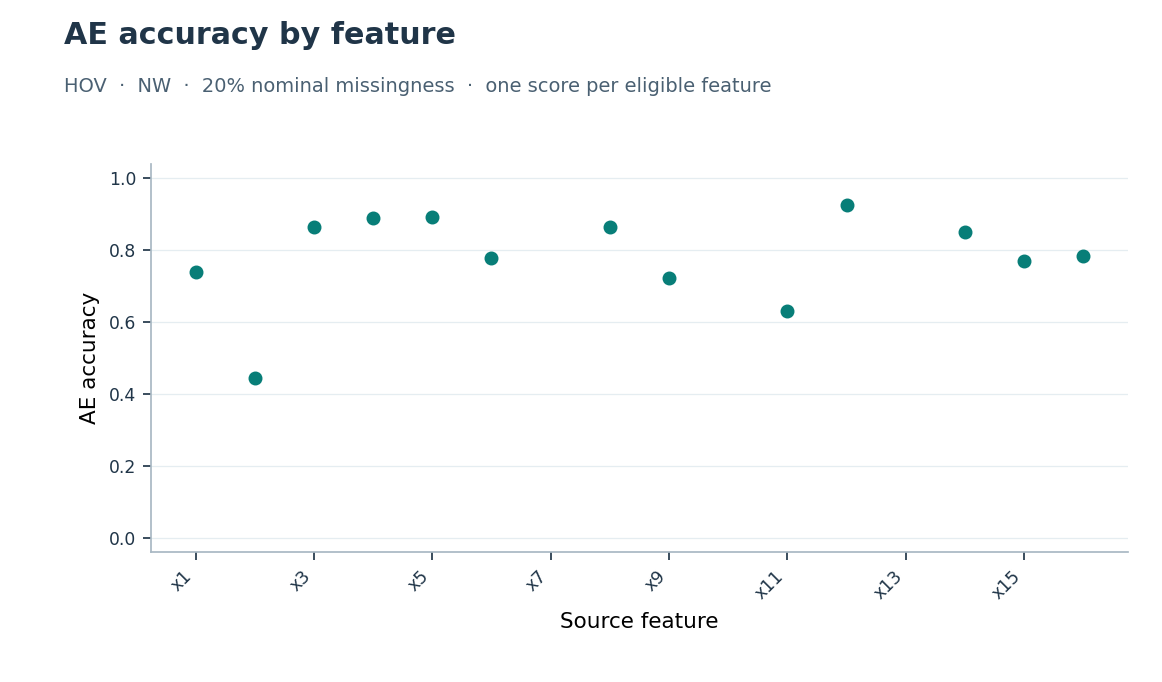 AE accuracy by feature
HOV · NW · 20% nominal missingness · one score per eligible feature
AE accuracy
1.0
0.8
0.6
0.4
0.2
0.0
x1 x3 x5 x7 x9 x11 x13 x15
Source feature